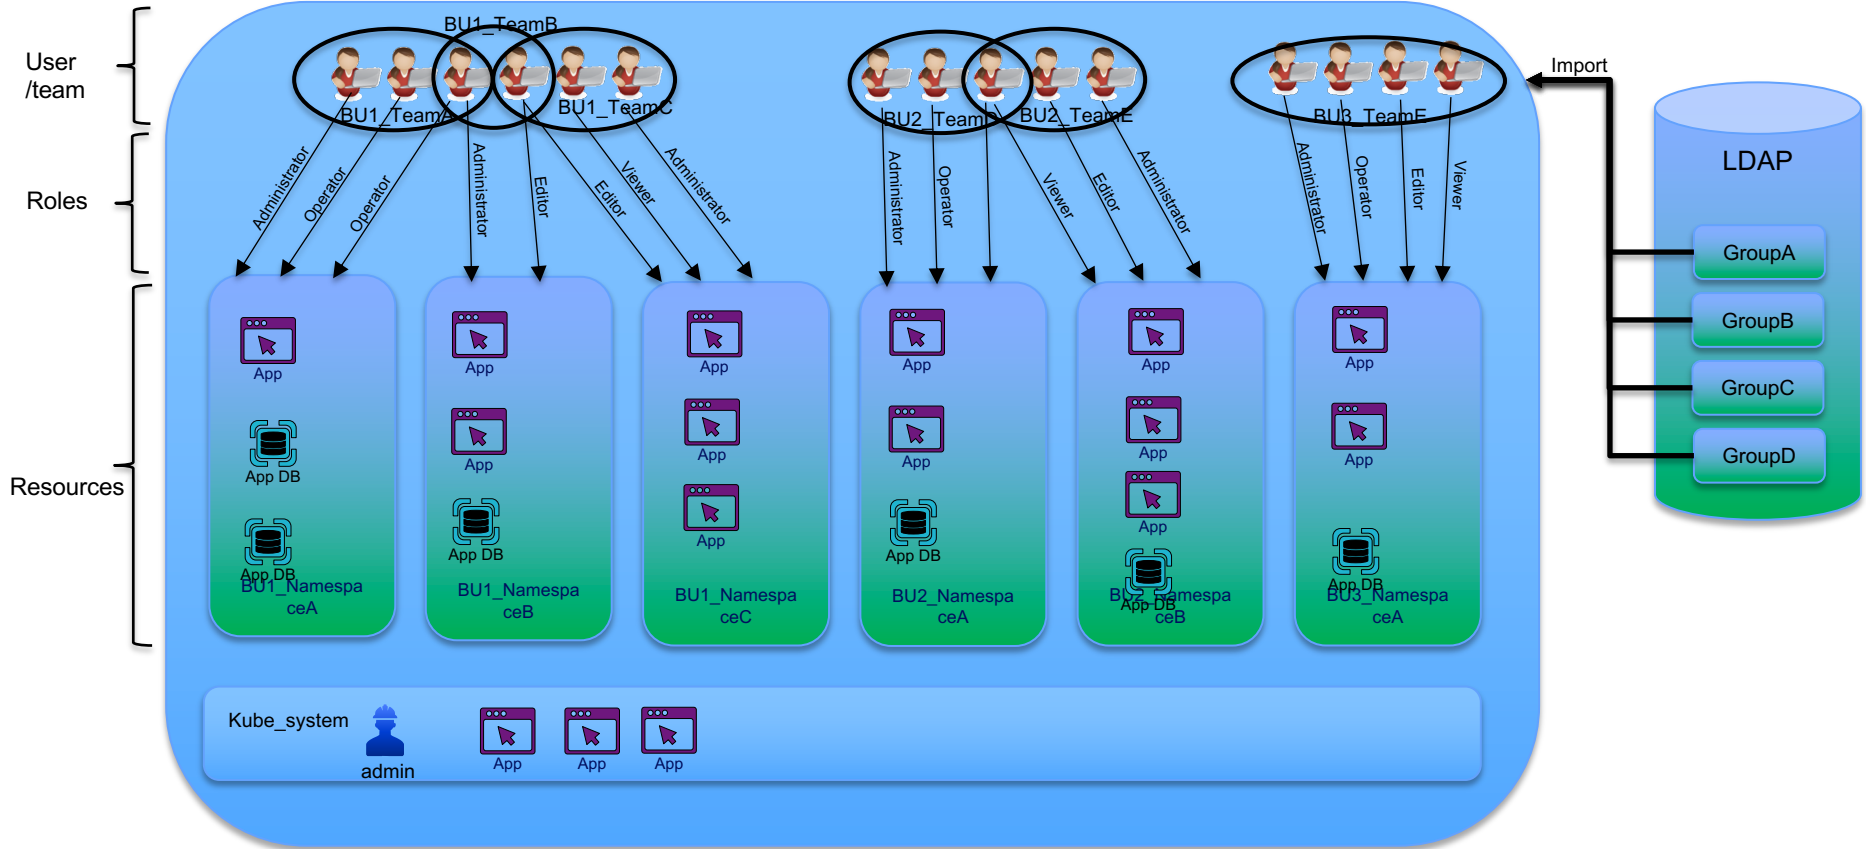 User
/team
Roles
Resources
BU1_TeamB
BU1_TeamA
BU1_TeamC
BU2_TeamD
BU2_TeamE
BU3_TeamE
Import
Administrator
Operator
Operator
Administrator
Editor
Editor
Viewer
Administrator
Administrator
Operator
Viewer
Editor
Administrator
Administrator
Operator
Editor
Viewer
LDAP
GroupA
GroupB
GroupC
GroupD
App
App DB
App DB
BU1_Namespa
ceA
App
App
App DB
BU1_Namespa
ceB
App
App
App
BU1_Namespa
ceC
App
App
App DB
BU2_Namespa
ceA
App
App
App
App DB
BU2_Namespa
ceB
App
App
App DB
BU3_Namespa
ceA
Kube_system
admin
App
App
App